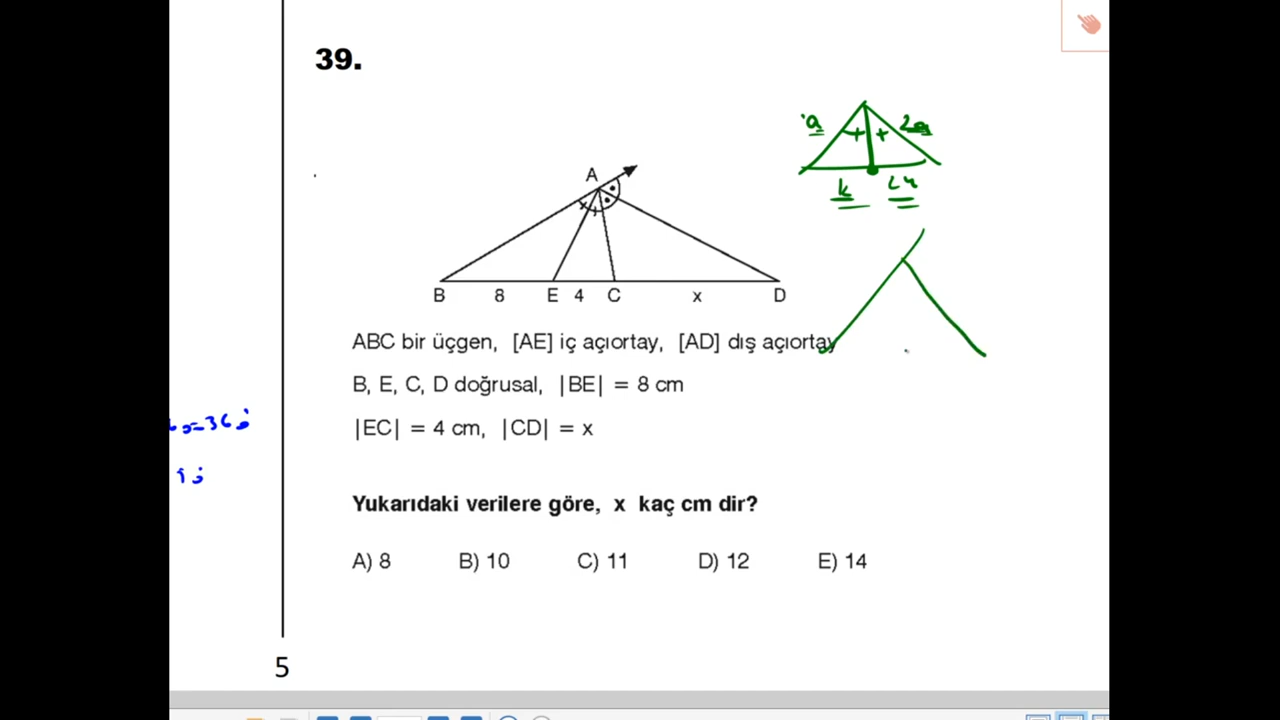 39.
a 2a
k 2k
A
B 8 E 4 C x D
ABC bir üçgen, [AE] iç açıortay, [AD] dış açıortay
B, E, C, D doğrusal, |BE| = 8 cm
|EC| = 4 cm, |CD| = x
Yukarıdaki verilere göre, x kaç cm dir?
A) 8 B) 10 C) 11 D) 12 E) 14
5